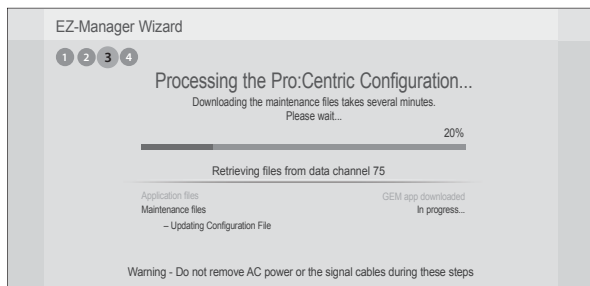 EZ-Manager Wizard
1 2 3 4
Processing the Pro:Centric Configuration...
Downloading the maintenance files takes several minutes.
Please wait...
20%
Retrieving files from data channel 75
Application files GEM app downloaded
Maintenance files In progress...
– Updating Configuration File
Warning - Do not remove AC power or the signal cables during these steps